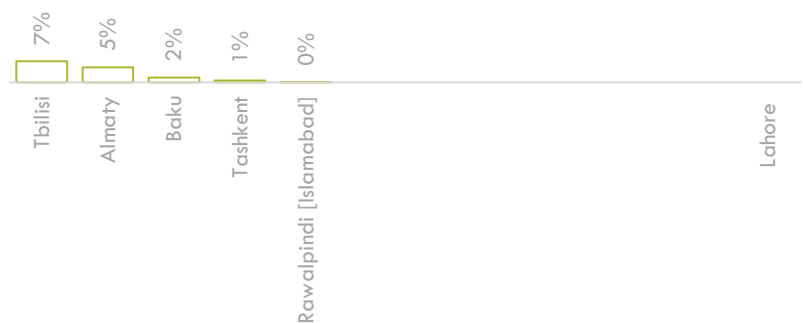 7%
5%
2%
1%
0%
Tbilisi
Almaty
Baku
Tashkent
Rawalpindi [Islamabad]
Lahore